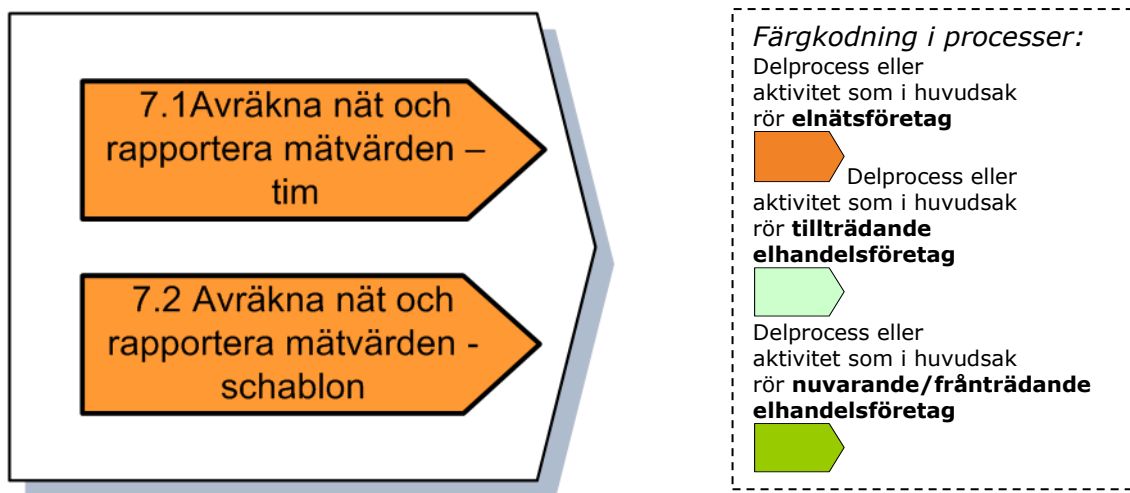 7.1Avräkna nät och
rapportera mätvärden –
tim
7.2 Avräkna nät och
rapportera mätvärden -
schablon
Färgkodning i processer:
Delprocess eller
aktivitet som i huvudsak
rör elnätsföretag
Delprocess eller
aktivitet som i huvudsak
rör tillträdande
elhandelsföretag
Delprocess eller
aktivitet som i huvudsak
rör nuvarande/frånträdande
elhandelsföretag